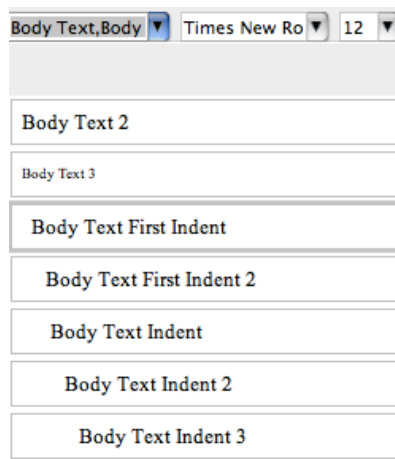 Body Text,Body Times New Ro 12
Body Text 2
Body Text 3
Body Text First Indent
Body Text First Indent 2
Body Text Indent
Body Text Indent 2
Body Text Indent 3